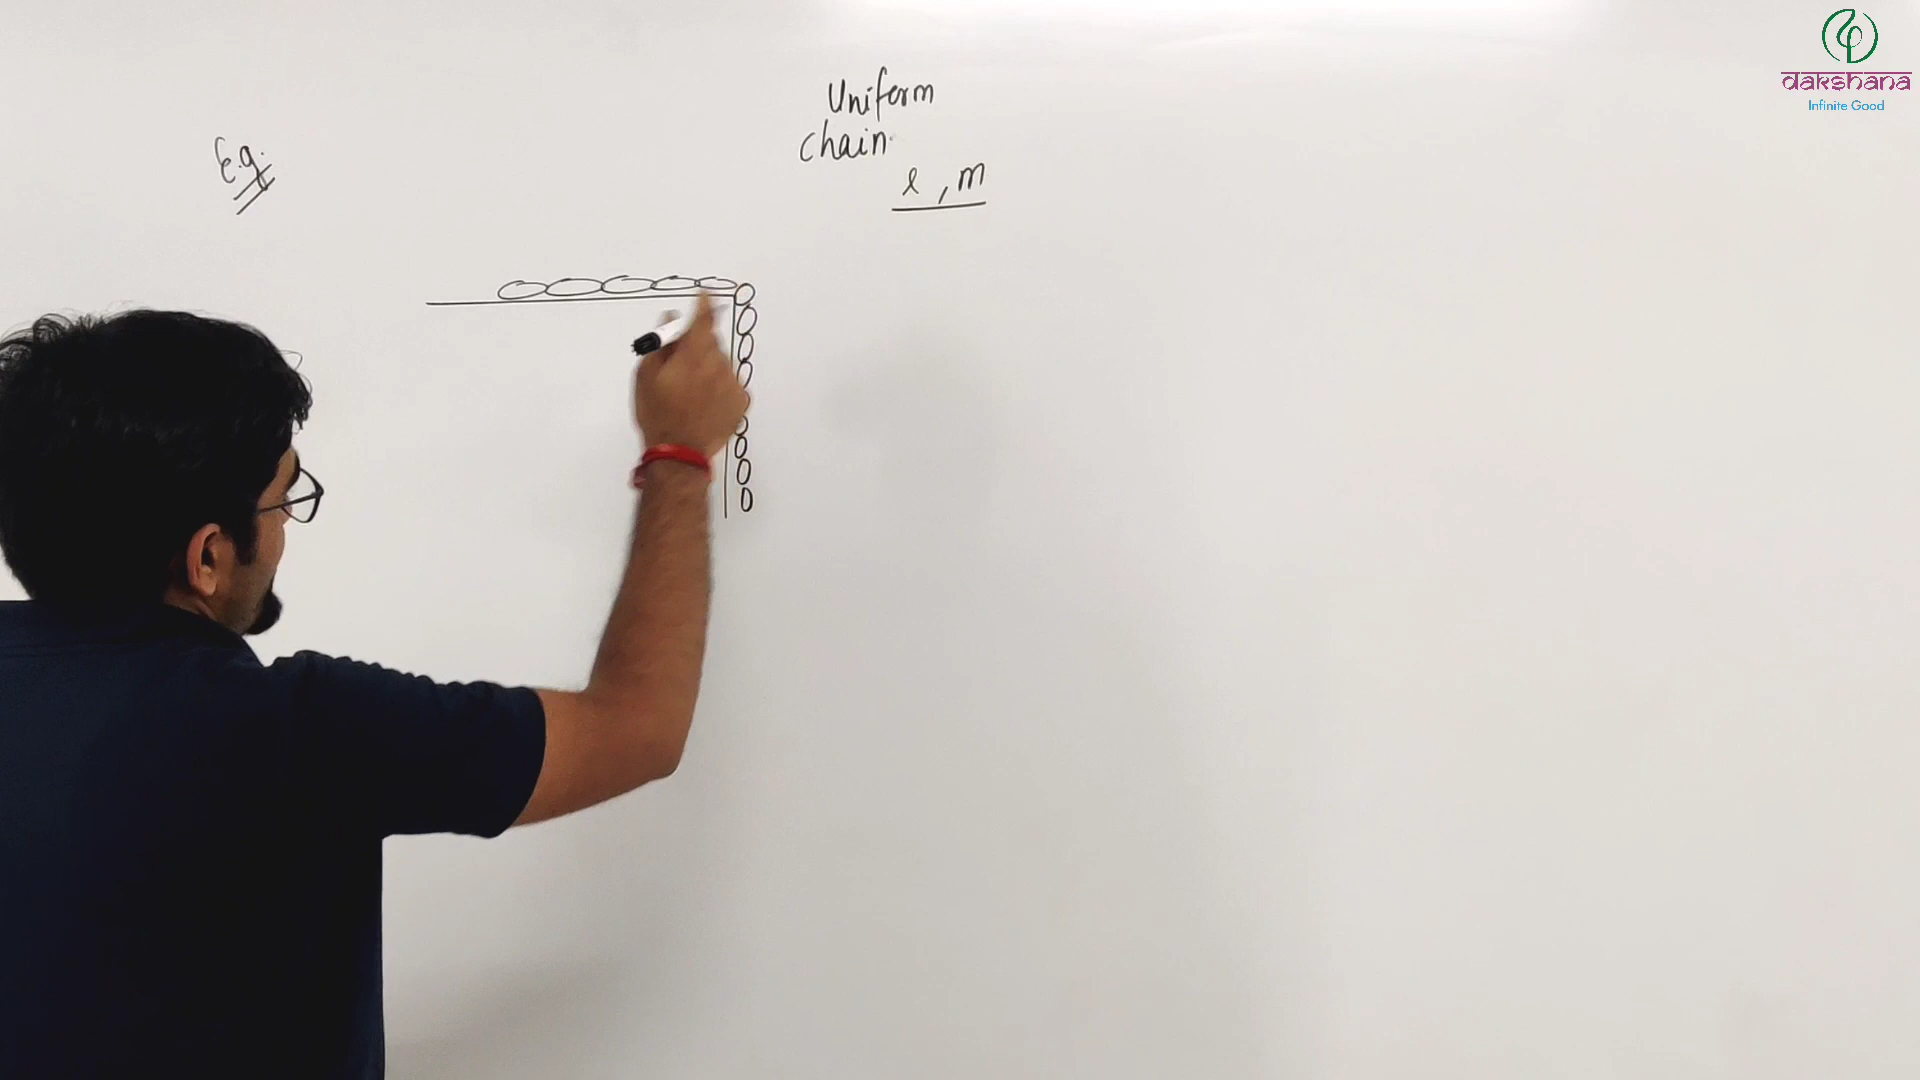 Uniform
chain
l, m
E.g.
dakshana
Infinite Good